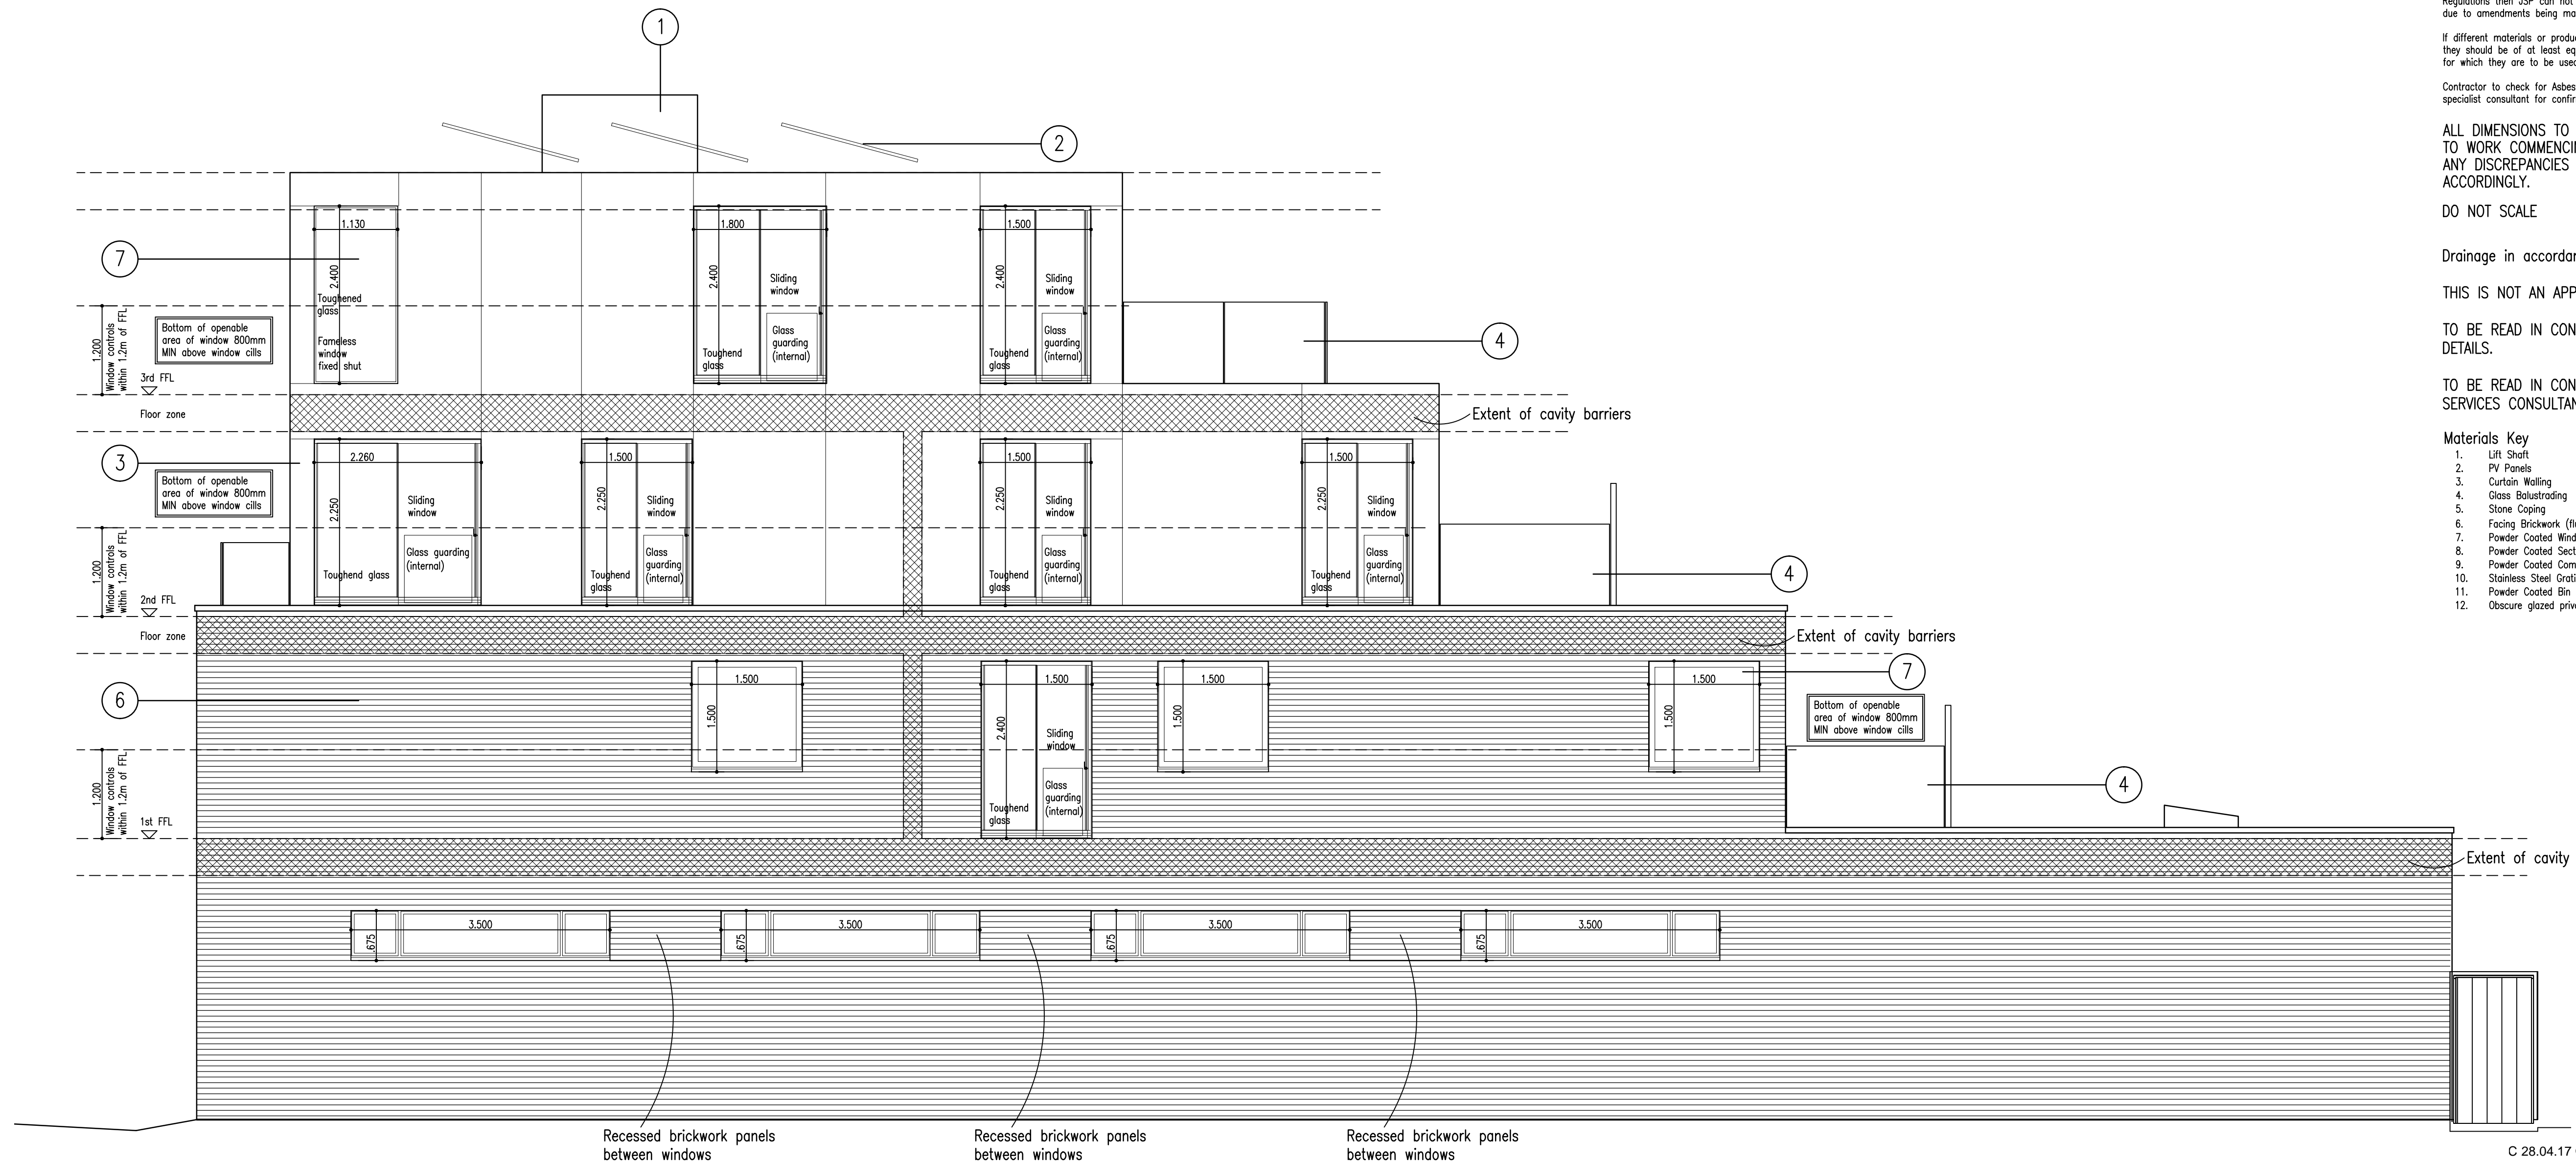 1
2
7
1.130
2.400
Toughened
glass
Fameless
window
fixed shut
1.800
2.400
Sliding
window
Glass
guarding
(internal)
Toughend
glass
1.500
2.400
Sliding
window
Glass
guarding
(internal)
Toughend
glass
4
1.200
Window controls
within 1.2m of FFL
Bottom of openable
area of window 800mm
MIN above window cills
3rd FFL
Floor zone
Extent of cavity barriers
3
Bottom of openable
area of window 800mm
MIN above window cills
2.260
2.250
Sliding
window
Glass guarding
(internal)
Toughend glass
1.500
2.250
Sliding
window
Glass
guarding
(internal)
Toughend
glass
1.500
2.250
Sliding
window
Glass
guarding
(internal)
Toughend
glass
1.500
2.250
Sliding
window
Glass
guarding
(internal)
Toughend
glass
4
1.200
Window controls
within 1.2m of FFL
2nd FFL
Floor zone
Extent of cavity barriers
7
6
1.500
1.500
1.500
2.400
Sliding
window
Glass
guarding
(internal)
Toughend
glass
1.500
1.500
1.500
1.500
Bottom of openable
area of window 800mm
MIN above window cills
4
1.200
Window controls
within 1.2m of FFL
1st FFL
Extent of cavity
3.500
.675
3.500
.675
3.500
.675
3.500
.675
Recessed brickwork panels
between windows
Recessed brickwork panels
between windows
Recessed brickwork panels
between windows
due to amendments being ma
If different materials or produ
they should be of at least eq
for which they are to be used
Contractor to check for Asbes
specialist consultant for confir
ALL DIMENSIONS TO
TO WORK COMMENCI
ANY DISCREPANCIES
ACCORDINGLY.
DO NOT SCALE
Drainage in accordan
THIS IS NOT AN APP
TO BE READ IN CON
DETAILS.
TO BE READ IN CON
SERVICES CONSULTAN
Materials Key
1. Lift Shaft
2. PV Panels
3. Curtain Walling
4. Glass Balustrading
5. Stone Coping
6. Facing Brickwork (fl
7. Powder Coated Wind
8. Powder Coated Sect
9. Powder Coated Com
10. Stainless Steel Grati
11. Powder Coated Bin
12. Obscure glazed priv
C 28.04.17